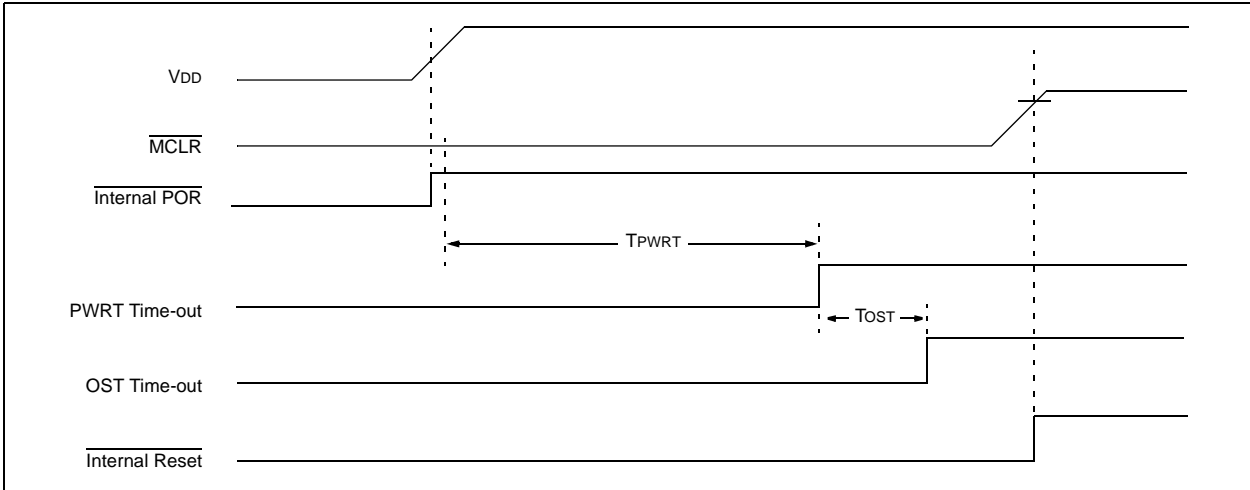 VDD
MCLR
Internal POR
TPWRT
PWRT Time-out
TOST
OST Time-out
Internal Reset